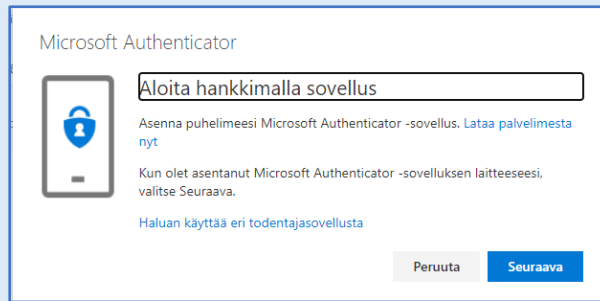 Microsoft Authenticator
Aloita hankkimalla sovellus
Asenna puhelimeesi Microsoft Authenticator -sovellus. Lataa palvelimesta
nyt
Kun olet asentanut Microsoft Authenticator -sovelluksen laitteeseesi,
valitse Seuraava.
Haluan käyttää eri todentajasovellusta
Peruuta Seuraava